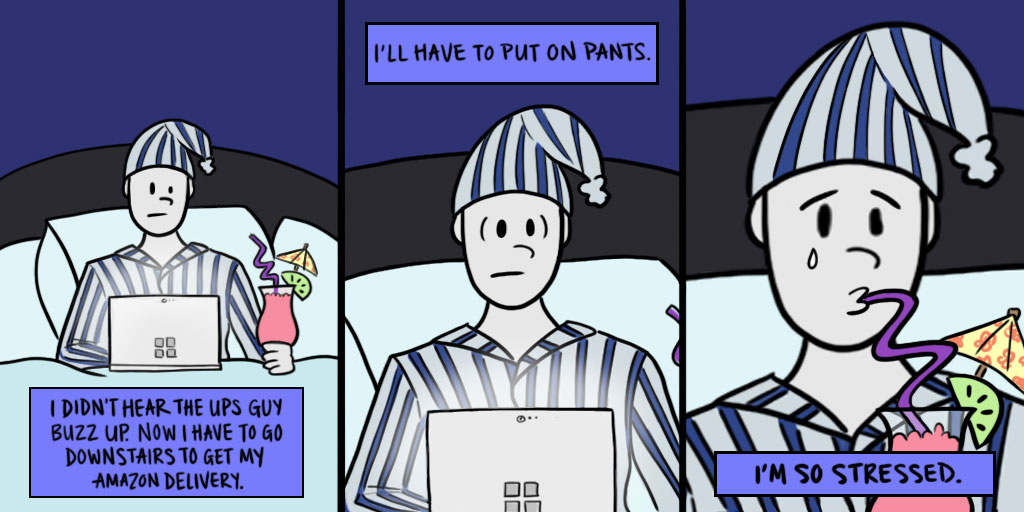 I DIDN'T HEAR THE UPS GUY
BUZZ UP. NOW I HAVE TO GO
DOWNSTAIRS TO GET MY
AMAZON DELIVERY.
I'LL HAVE TO PUT ON PANTS.
I'M SO STRESSED.